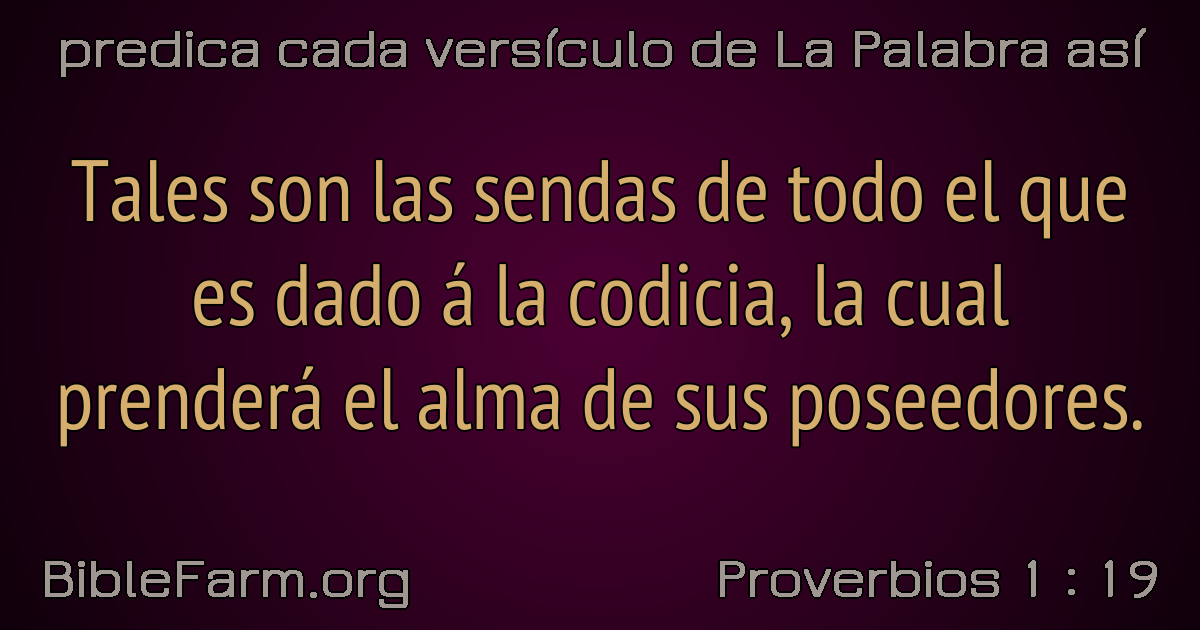 predica cada versículo de La Palabra así
Tales son las sendas de todo el que
es dado á la codicia, la cual
prenderá el alma de sus poseedores.
BibleFarm.org
Proverbios 1 : 19